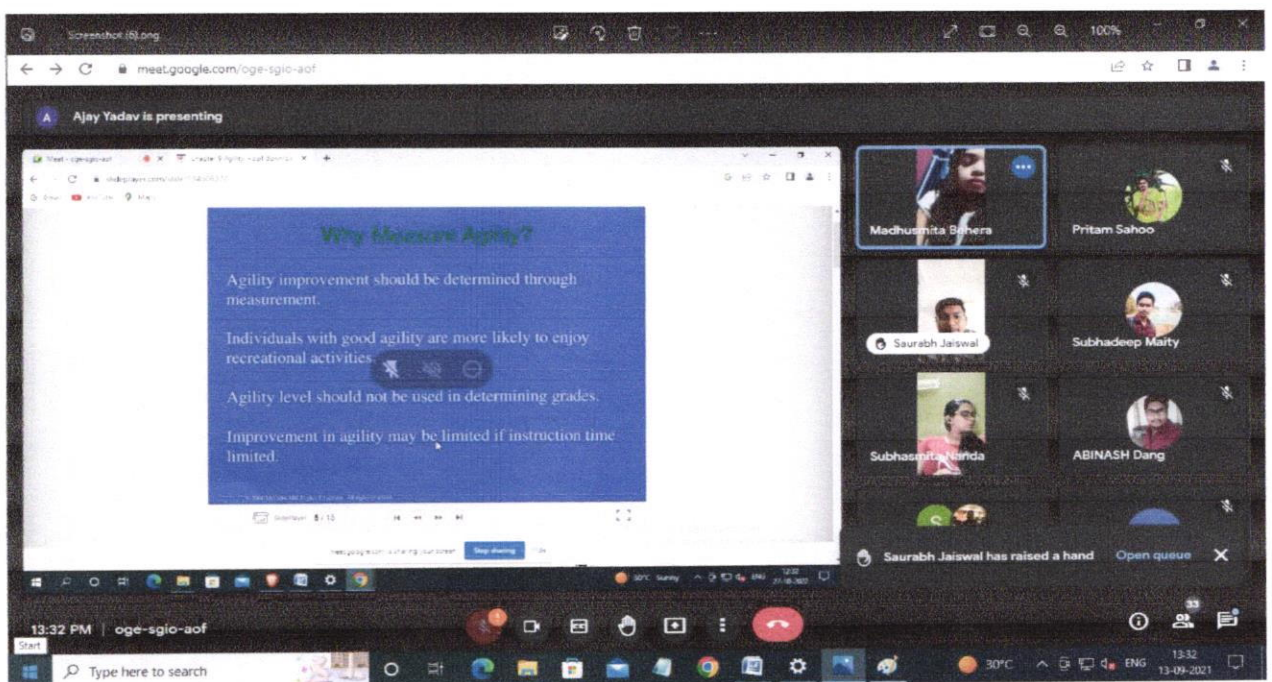 Screenshot (6).png
100%
meet.google.com/oge-sgio-aof
A Ajay Yadav is presenting
Why Measure Agility?
Agility improvement should be determined through
measurement.
Individuals with good agility are more likely to enjoy
recreational activities.
Agility level should not be used in determining grades.
Improvement in agility may be limited if instruction time
limited.
Stop sharing
30°C Sunny
ENG
Madhusmita Behera
Pritam Sahoo
Saurabh Jaiswal
Subhadeep Maity
Subhasmita Nanda
ABINASH Dang
S
Saurabh Jaiswal has raised a hand Open queue
13:32 PM | oge-sgio-aof
33
Start
Type here to search
30°C
ENG
13:32
13-09-2021